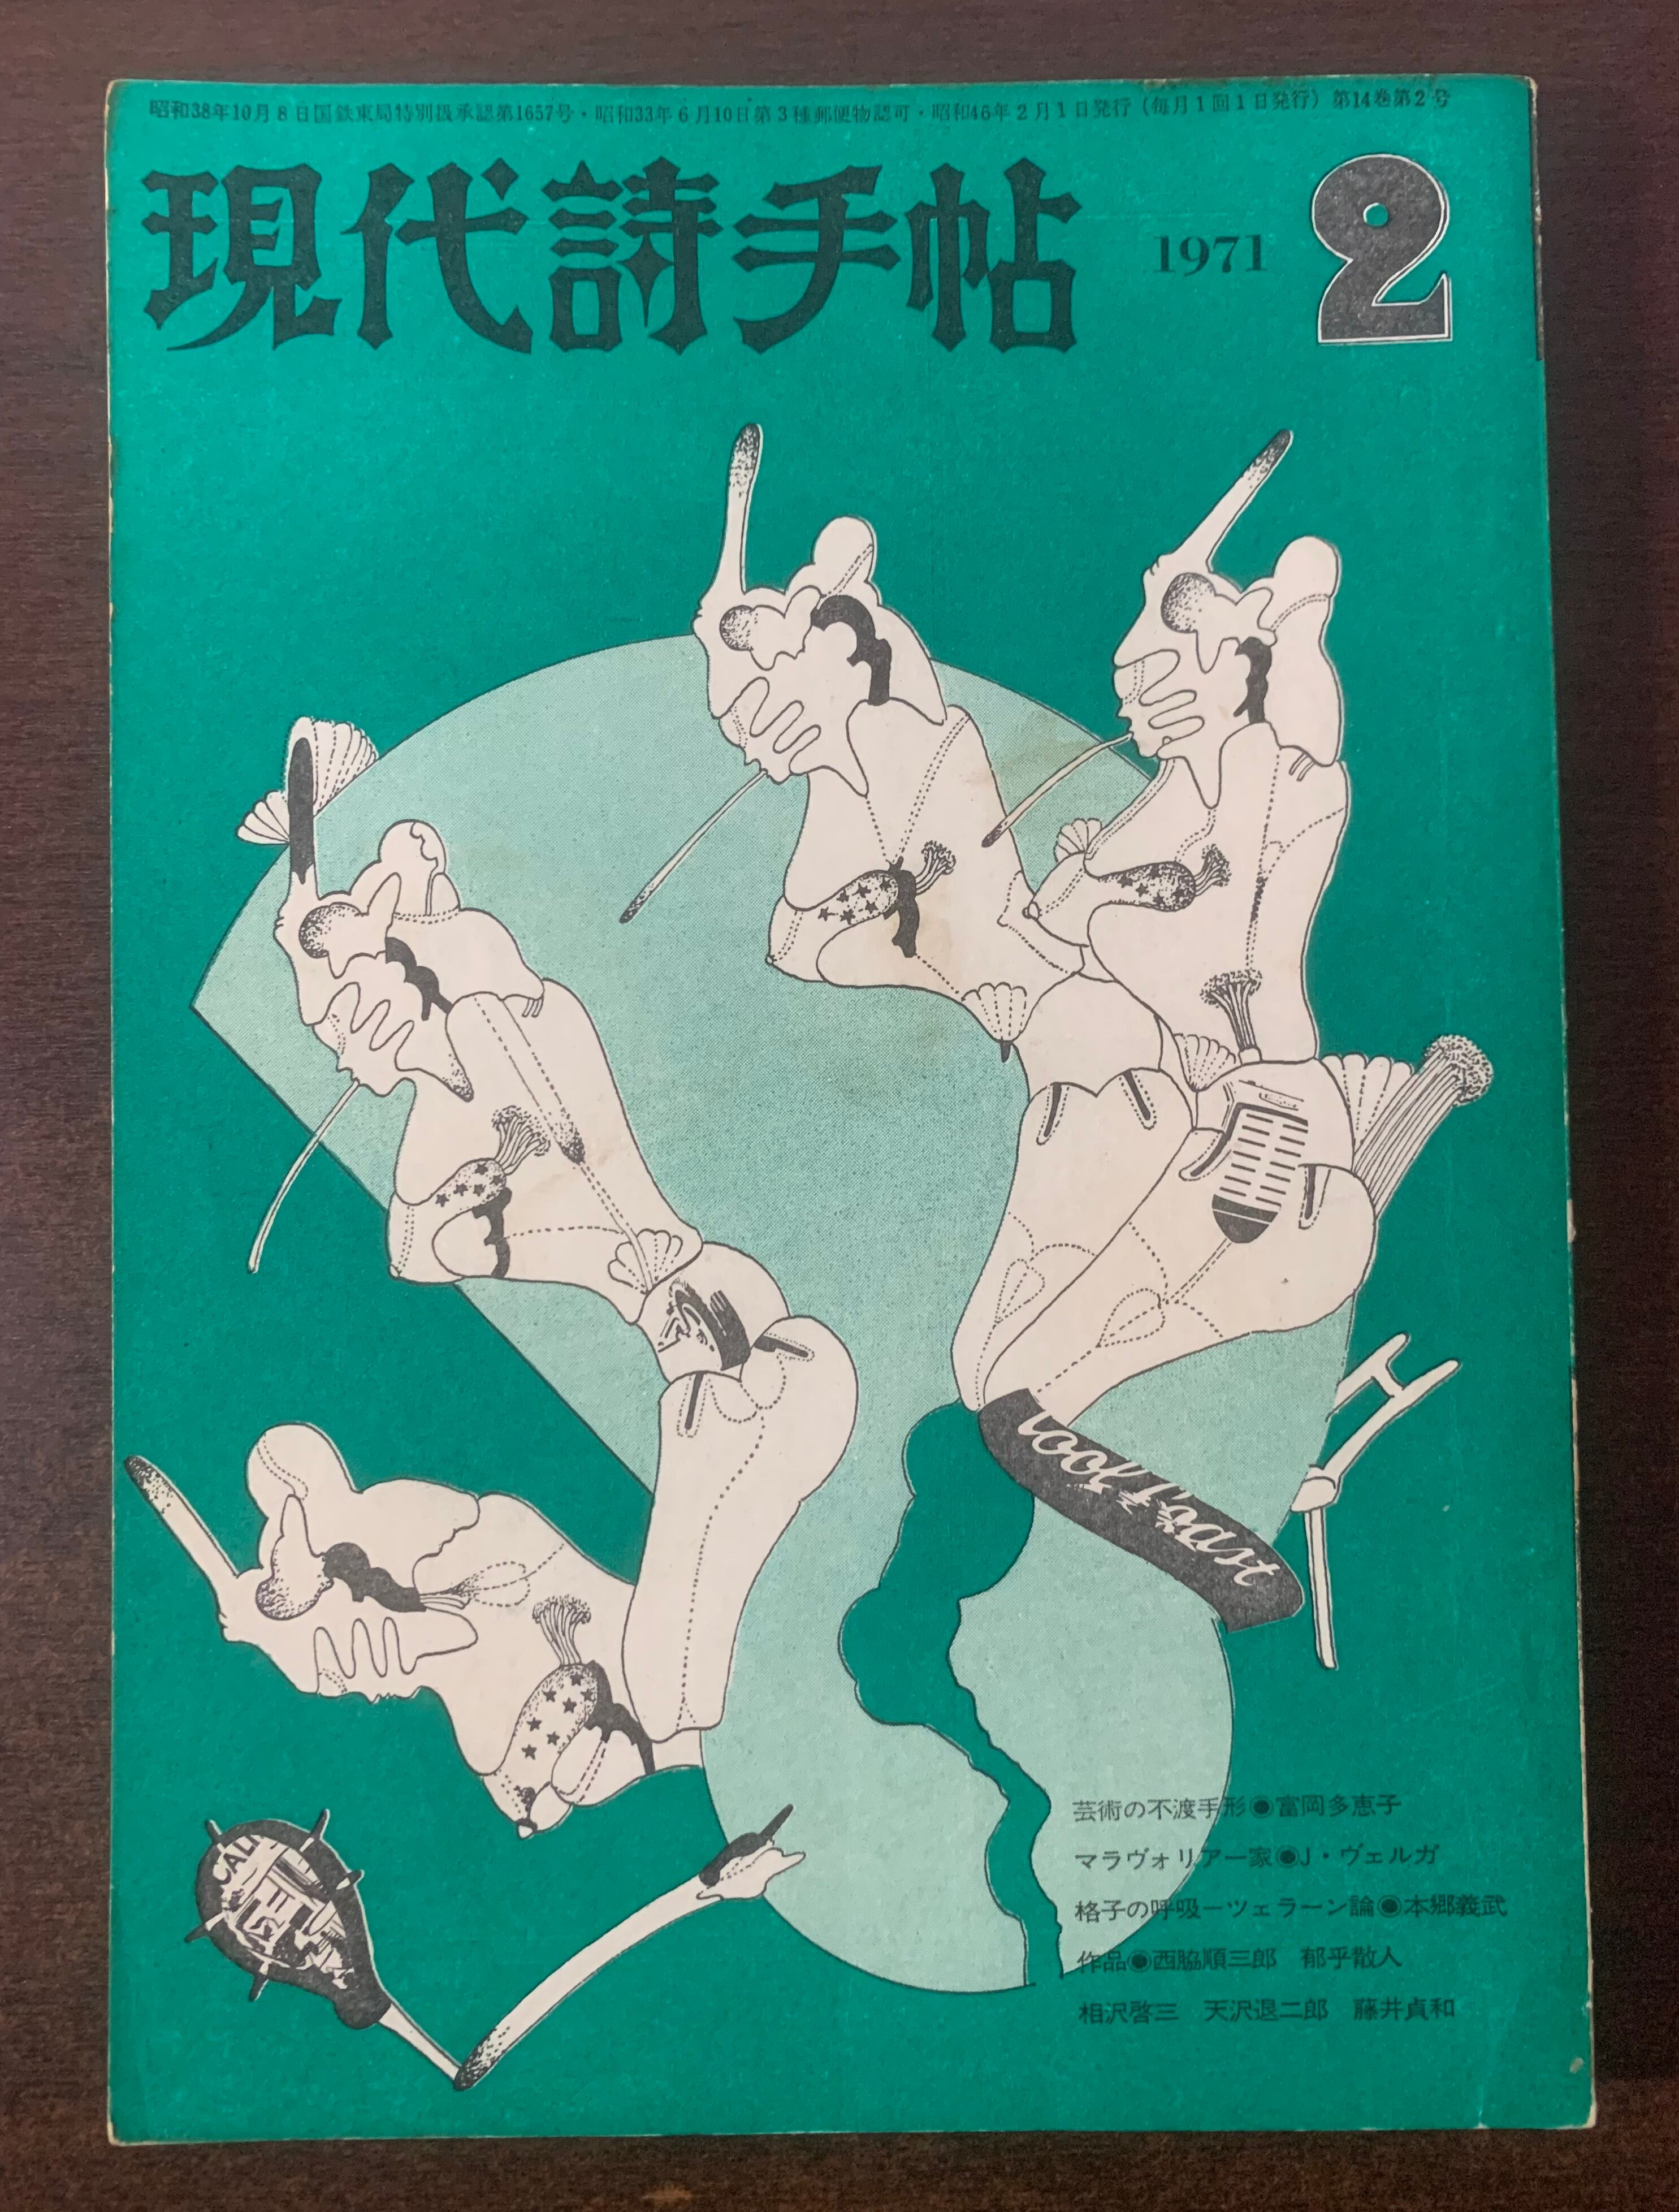 昭和38年10月8日国鉄東局特別扱承認第1657号・昭和33年6月10日第3種郵便物認可・昭和46年2月1日発行（毎月1回1日発行）第14巻第2号
現代詩手帖 1971 2
芸術の不渡手形◉富岡多恵子
マラヴォリア一家◉J・ヴェルガ
格子の呼吸－ツェラーン論◉本郷義武
作品◉西脇順三郎　郁乎散人
相沢啓三　天沢退二郎　藤井貞和
CALI